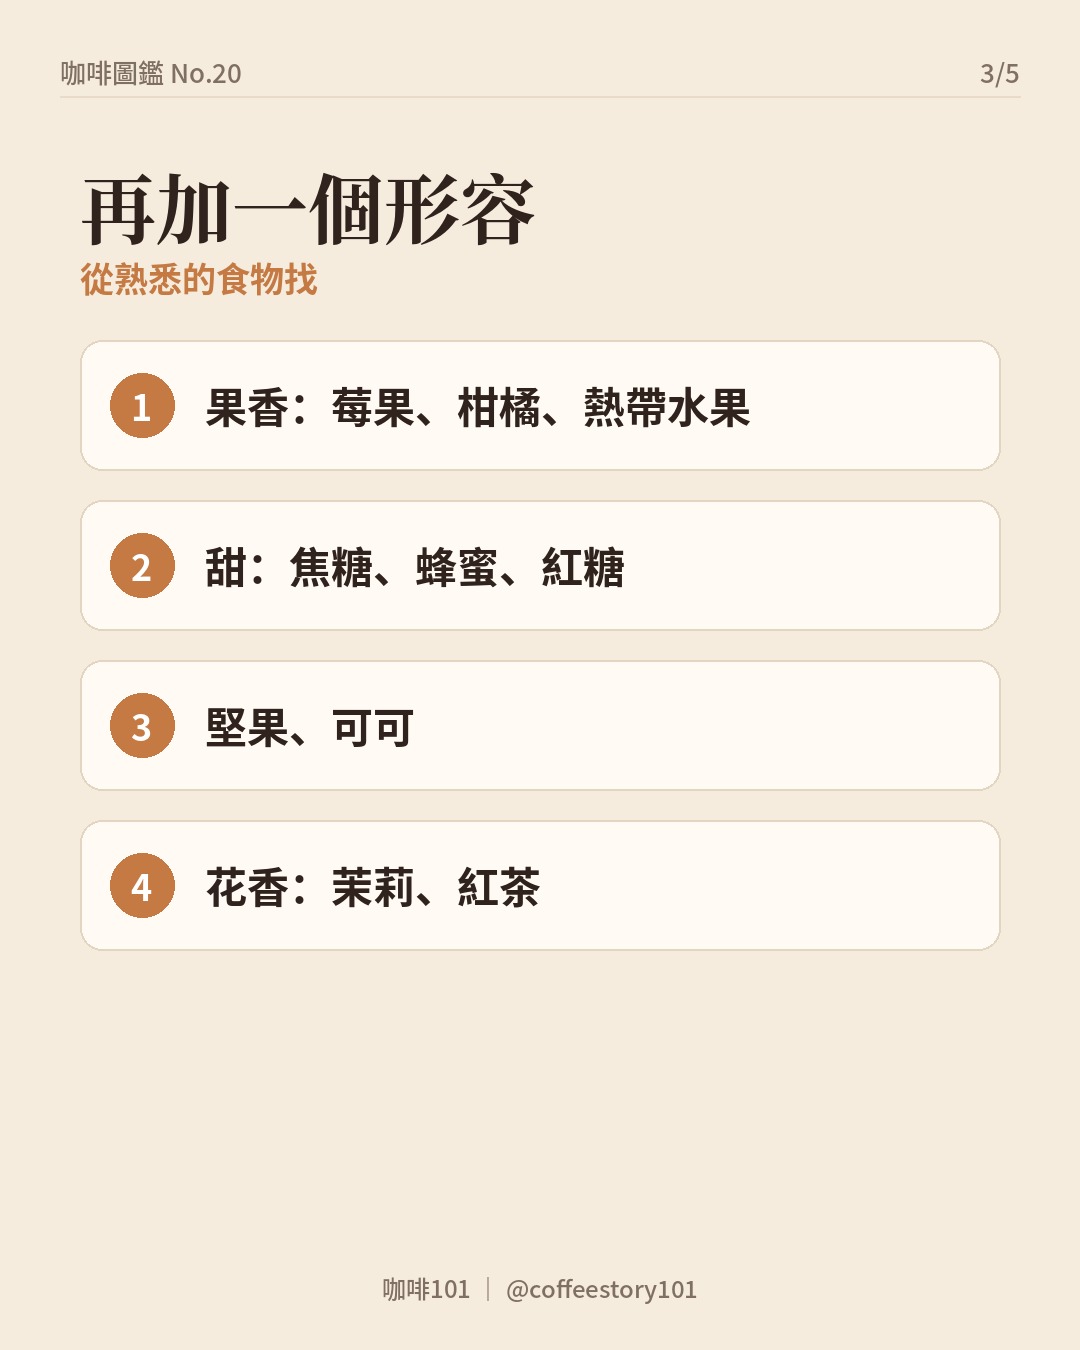 咖啡圖鑑 No.20
3/5
再加一個形容
從熟悉的食物找
1 果香：莓果、柑橘、熱帶水果
2 甜：焦糖、蜂蜜、紅糖
3 堅果、可可
4 花香：茉莉、紅茶
咖啡101｜@coffeestory101